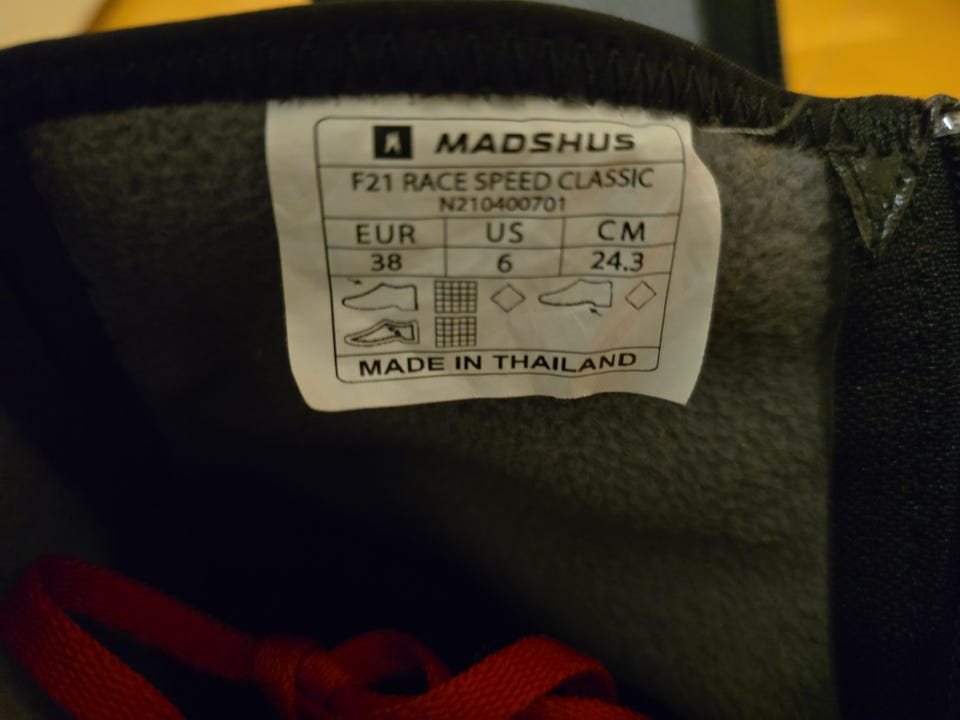 MADSHUS
F21 RACE SPEED CLASSIC
N210400701
EUR US CM
38 6 24.3
MADE IN THAILAND